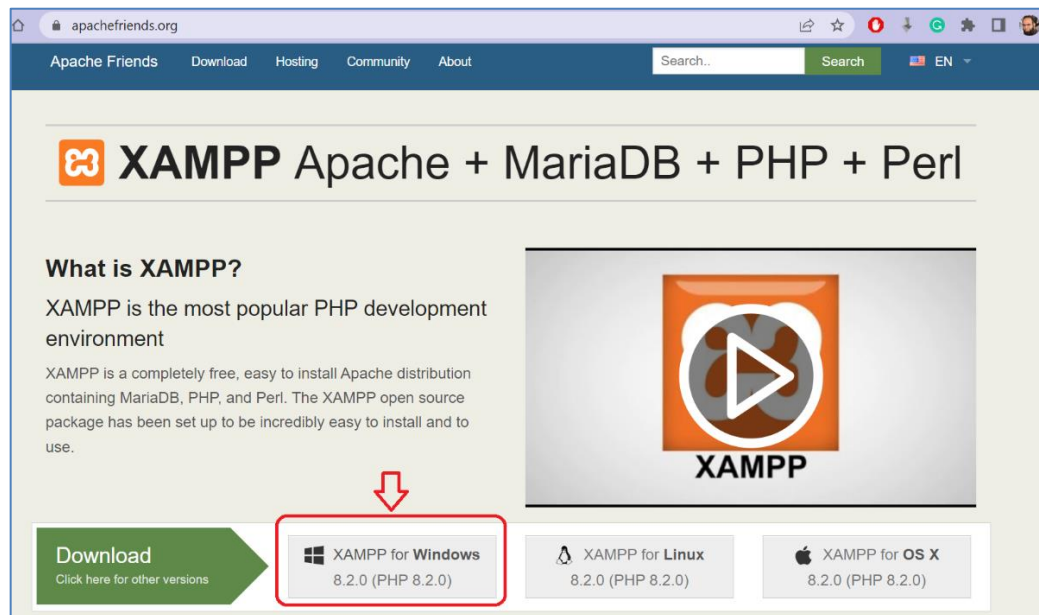 apachefriends.org
Apache Friends Download Hosting Community About Search.. Search EN
XAMPP Apache + MariaDB + PHP + Perl
What is XAMPP?
XAMPP is the most popular PHP development
environment
XAMPP is a completely free, easy to install Apache distribution
containing MariaDB, PHP, and Perl. The XAMPP open source
package has been set up to be incredibly easy to install and to
use.
XAMPP
Download
Click here for other versions
XAMPP for Windows
8.2.0 (PHP 8.2.0)
XAMPP for Linux
8.2.0 (PHP 8.2.0)
XAMPP for OS X
8.2.0 (PHP 8.2.0)